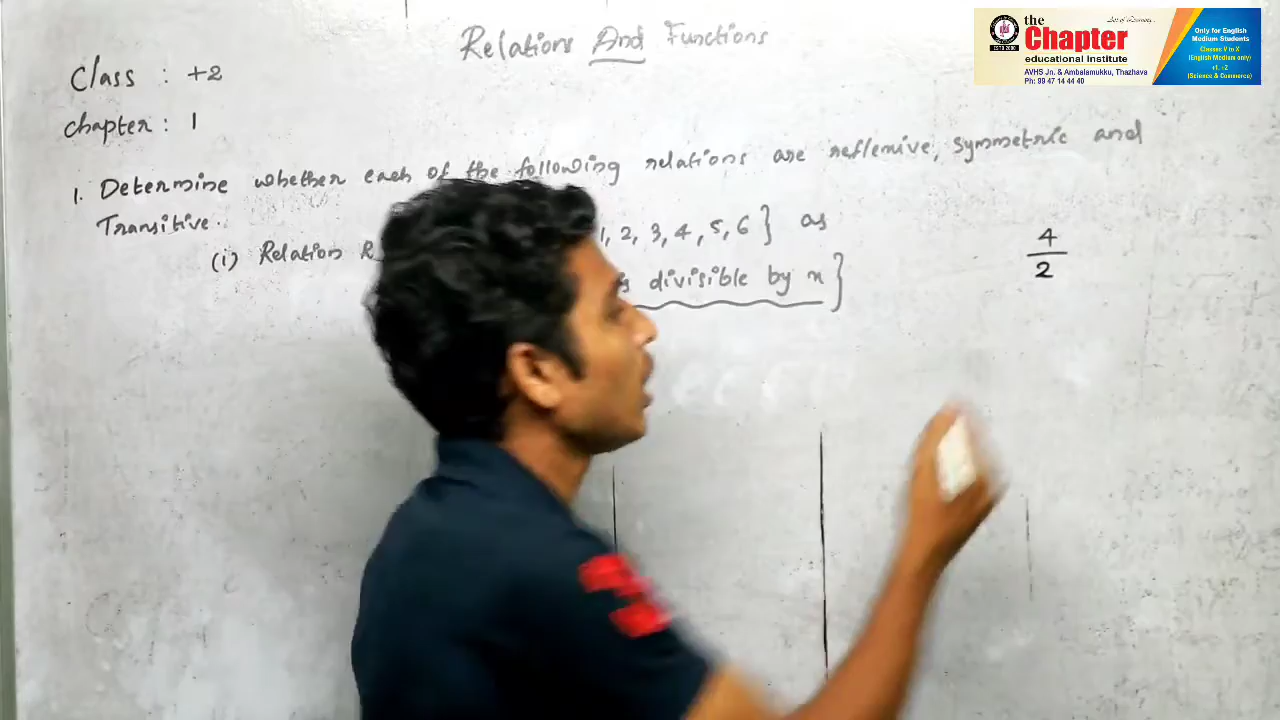 Relations And Functions
Class : +2
Chapter : 1
1. Determine whether each of the following relations are reflexive, symmetric and
Transitive.
(i) Relation R 1, 2, 3, 4, 5, 6 } as
is divisible by x }
4
2
the
Chapter
educational Institute
AVHS Jn. & Ambalamukku, Thazhava
Ph: 99 47 14 44 40
Only for English
Medium Students
Classes V to X
(English Medium only)
+1, +2
(Science & Commerce)